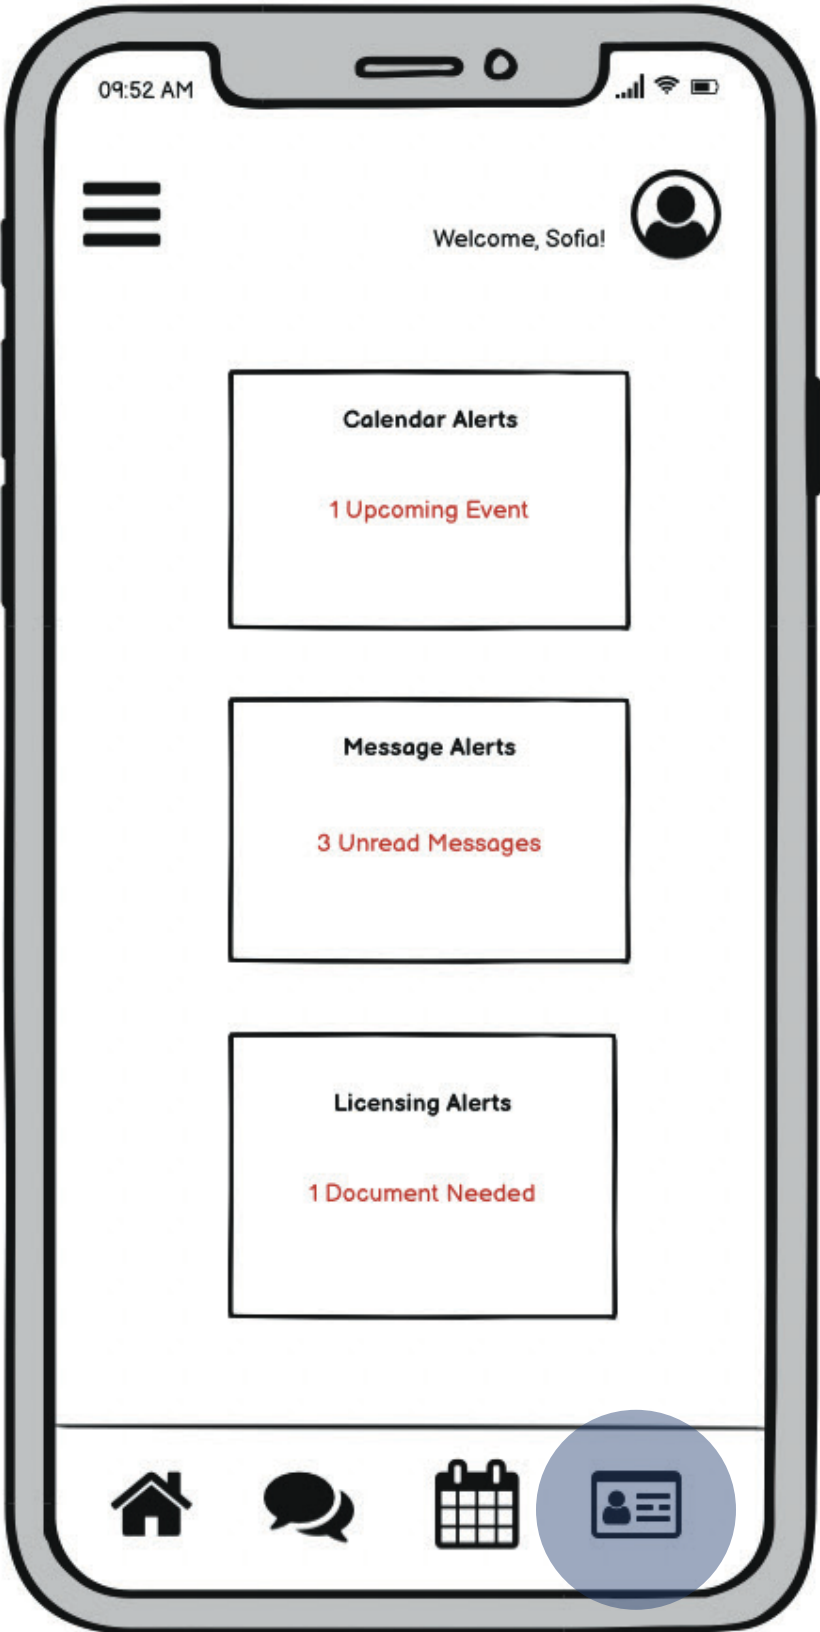 09:52 AM
Welcome, Sofia!
Calendar Alerts
1 Upcoming Event
Message Alerts
3 Unread Messages
Licensing Alerts
1 Document Needed